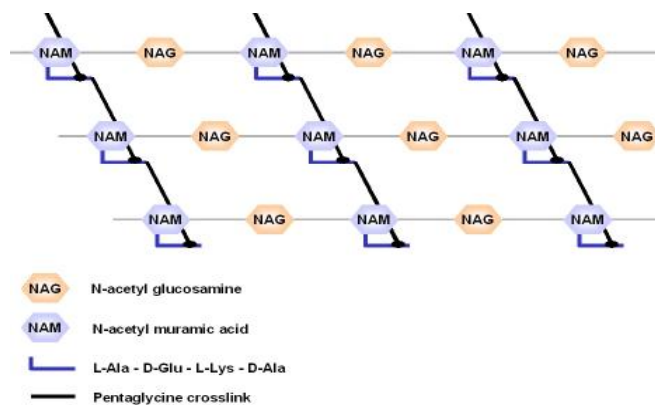 NAM NAG NAM NAG NAM NAG
NAM NAG NAM NAG NAM NAG
NAM NAG NAM NAG NAM
NAG N-acetyl glucosamine
NAM N-acetyl muramic acid
L-Ala - D-Glu - L-Lys - D-Ala
Pentaglycine crosslink